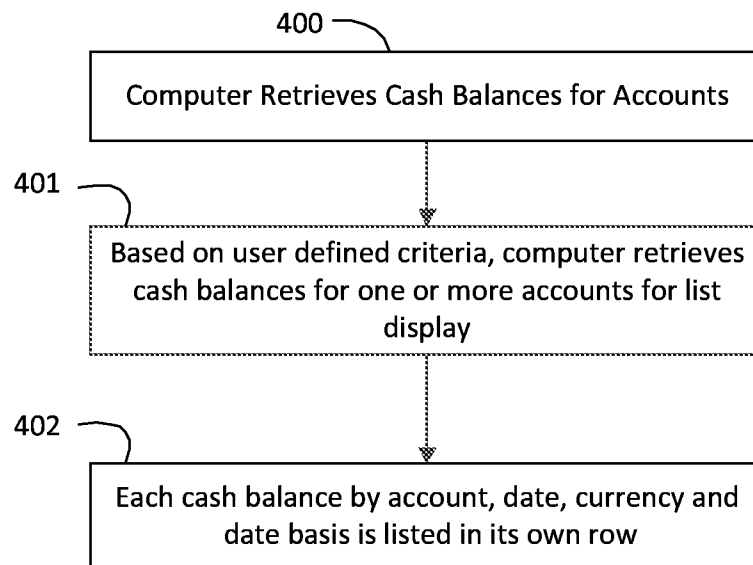 400
Computer Retrieves Cash Balances for Accounts
401
Based on user defined criteria, computer retrieves
cash balances for one or more accounts for list
display
402
Each cash balance by account, date, currency and
date basis is listed in its own row